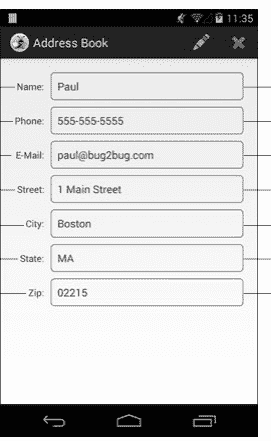 11:35
Address Book
Name: Paul
Phone: 555-555-5555
E-Mail: paul@bug2bug.com
Street: 1 Main Street
City: Boston
State: MA
Zip: 02215